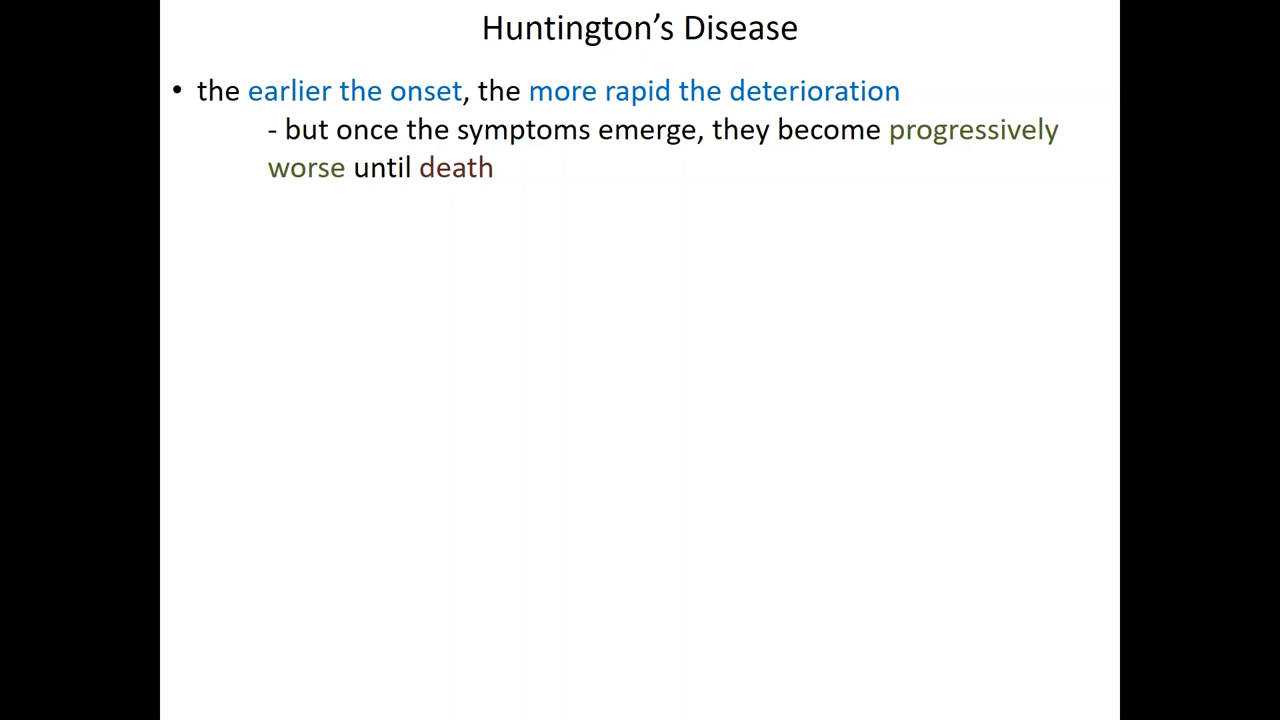 Huntington’s Disease
• the earlier the onset, the more rapid the deterioration
- but once the symptoms emerge, they become progressively
worse until death